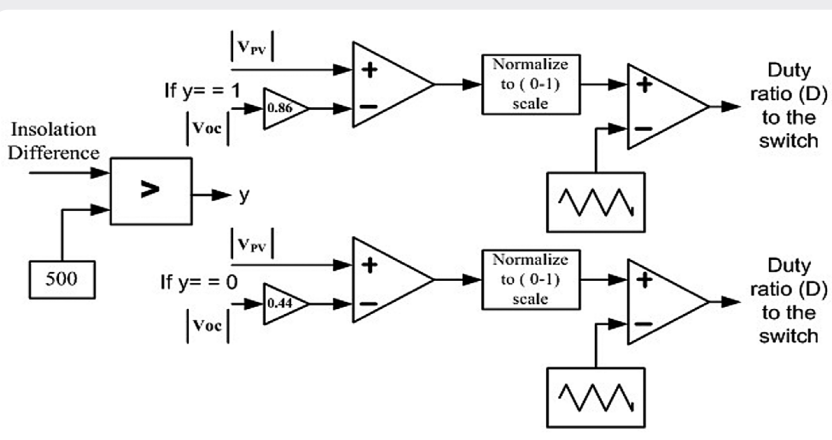 |VPV|
If y= = 1
0.86
|Voc|
+
−
Normalize
to ( 0-1)
scale
+
−
Duty
ratio (D)
to the
switch
Insolation
Difference
>
y
500
|VPV|
If y= = 0
0.44
|Voc|
+
−
Normalize
to ( 0-1)
scale
+
−
Duty
ratio (D)
to the
switch